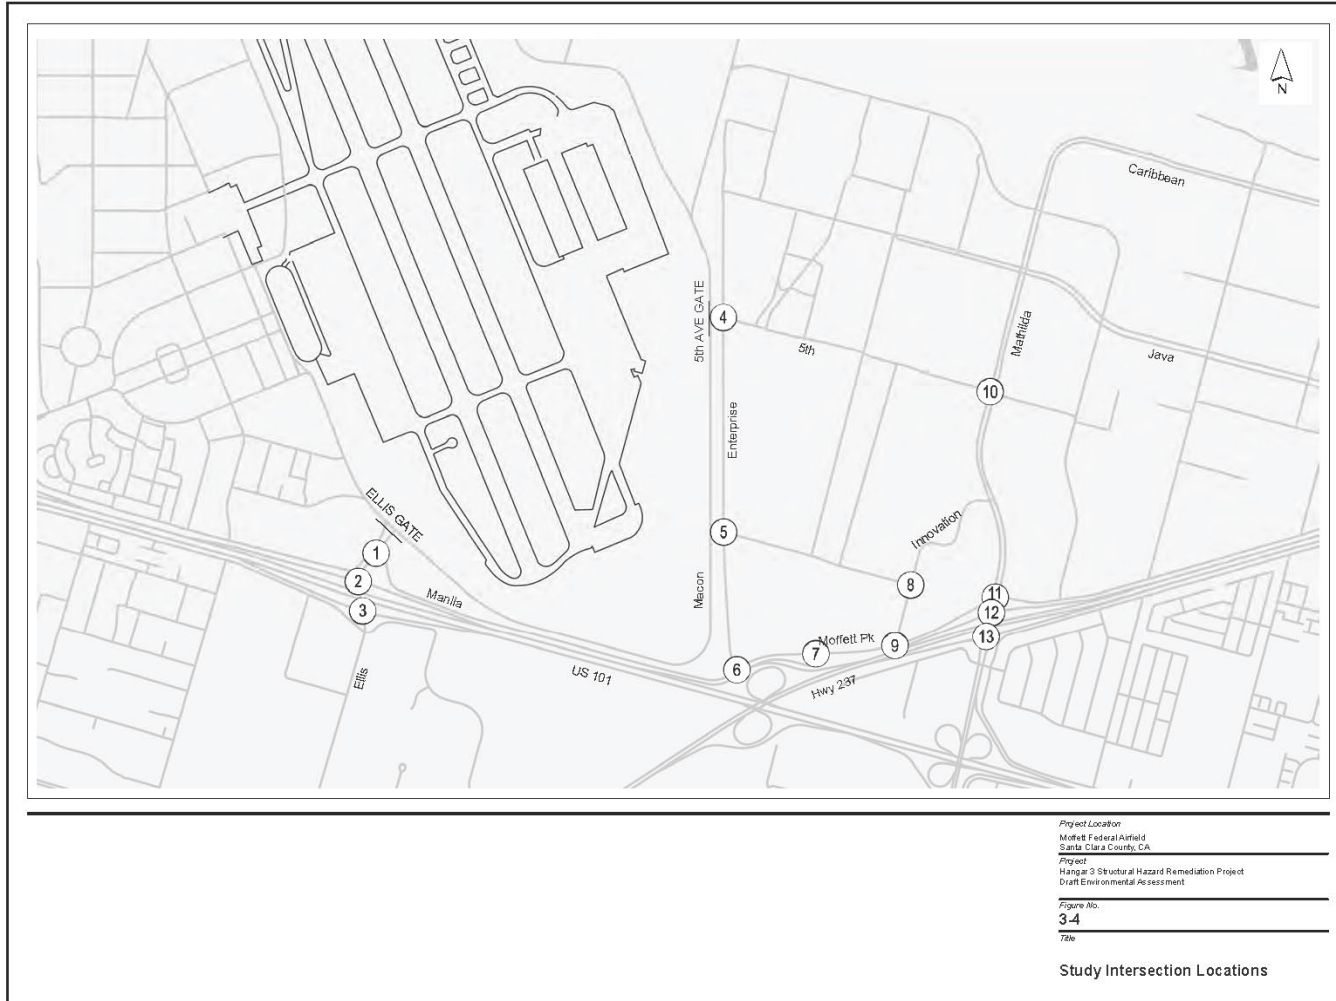 N
Caribbean
5th AVE GATE
4
5th
Mathilda
Java
10
Enterprise
ELLIS GATE
1
2
3
Manila
Ellis
US 101
5
Macon
Innovation
8
11
12
13
6
Moffett Pk
7
9
Hwy 237
Project Location
Moffett Federal Airfield
Santa Clara County, CA
Project
Hangar 3 Structural Hazard Remediation Project
Draft Environmental Assessment
Figure No.
3-4
Title
Study Intersection Locations